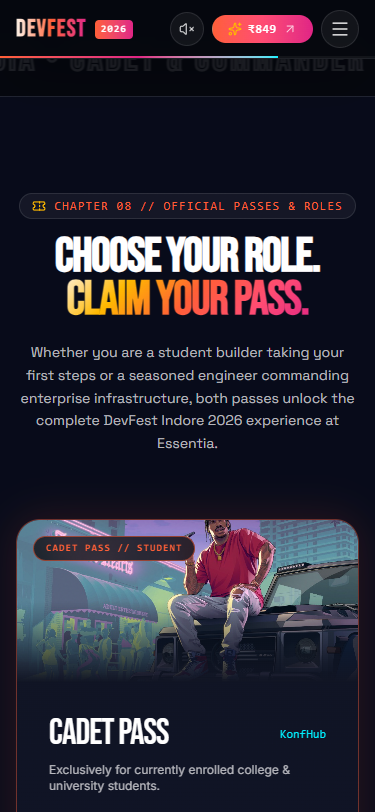 DEVFEST 2026 ₹849
CADET & COMMANDER
CHAPTER 08 // OFFICIAL PASSES & ROLES
CHOOSE YOUR ROLE.
CLAIM YOUR PASS.
Whether you are a student builder taking your
first steps or a seasoned engineer commanding
enterprise infrastructure, both passes unlock the
complete DevFest Indore 2026 experience at
Essentia.
CADET PASS // STUDENT
CADET PASS
KonfHub
Exclusively for currently enrolled college &
university students.